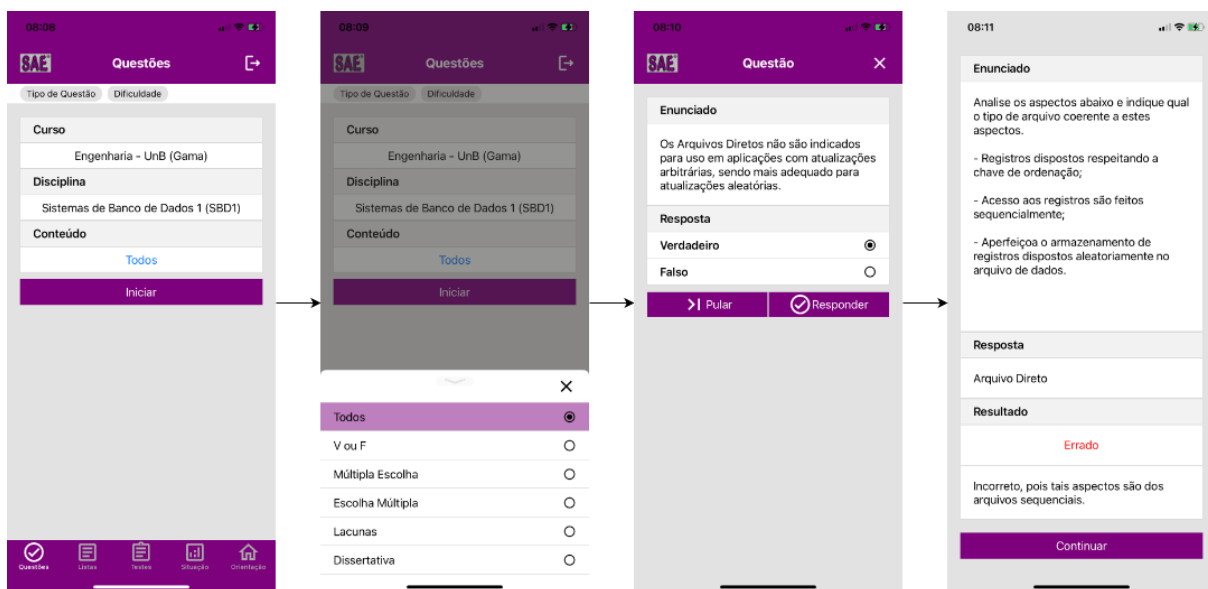 08:08
SAE
Questões
Tipo de Questão
Dificuldade
Curso
Engenharia - UnB (Gama)
Disciplina
Sistemas de Banco de Dados 1 (SBD1)
Conteúdo
Todos
Iniciar
Questões
Listas
Testes
Situação
Orientação
08:09
SAE
Questões
Tipo de Questão
Dificuldade
Curso
Engenharia - UnB (Gama)
Disciplina
Sistemas de Banco de Dados 1 (SBD1)
Conteúdo
Todos
Iniciar
Todos
V ou F
Múltipla Escolha
Escolha Múltipla
Lacunas
Dissertativa
08:10
SAE
Questão
Enunciado
Os Arquivos Diretos não são indicados
para uso em aplicações com atualizações
arbitrárias, sendo mais adequado para
atualizações aleatórias.
Resposta
Verdadeiro
Falso
Pular
Responder
08:11
Enunciado
Analise os aspectos abaixo e indique qual
o tipo de arquivo coerente a estes
aspectos.
- Registros dispostos respeitando a
chave de ordenação;
- Acesso aos registros são feitos
sequencialmente;
- Aperfeiçoa o armazenamento de
registros dispostos aleatoriamente no
arquivo de dados.
Resposta
Arquivo Direto
Resultado
Errado
Incorreto, pois tais aspectos são dos
arquivos sequenciais.
Continuar